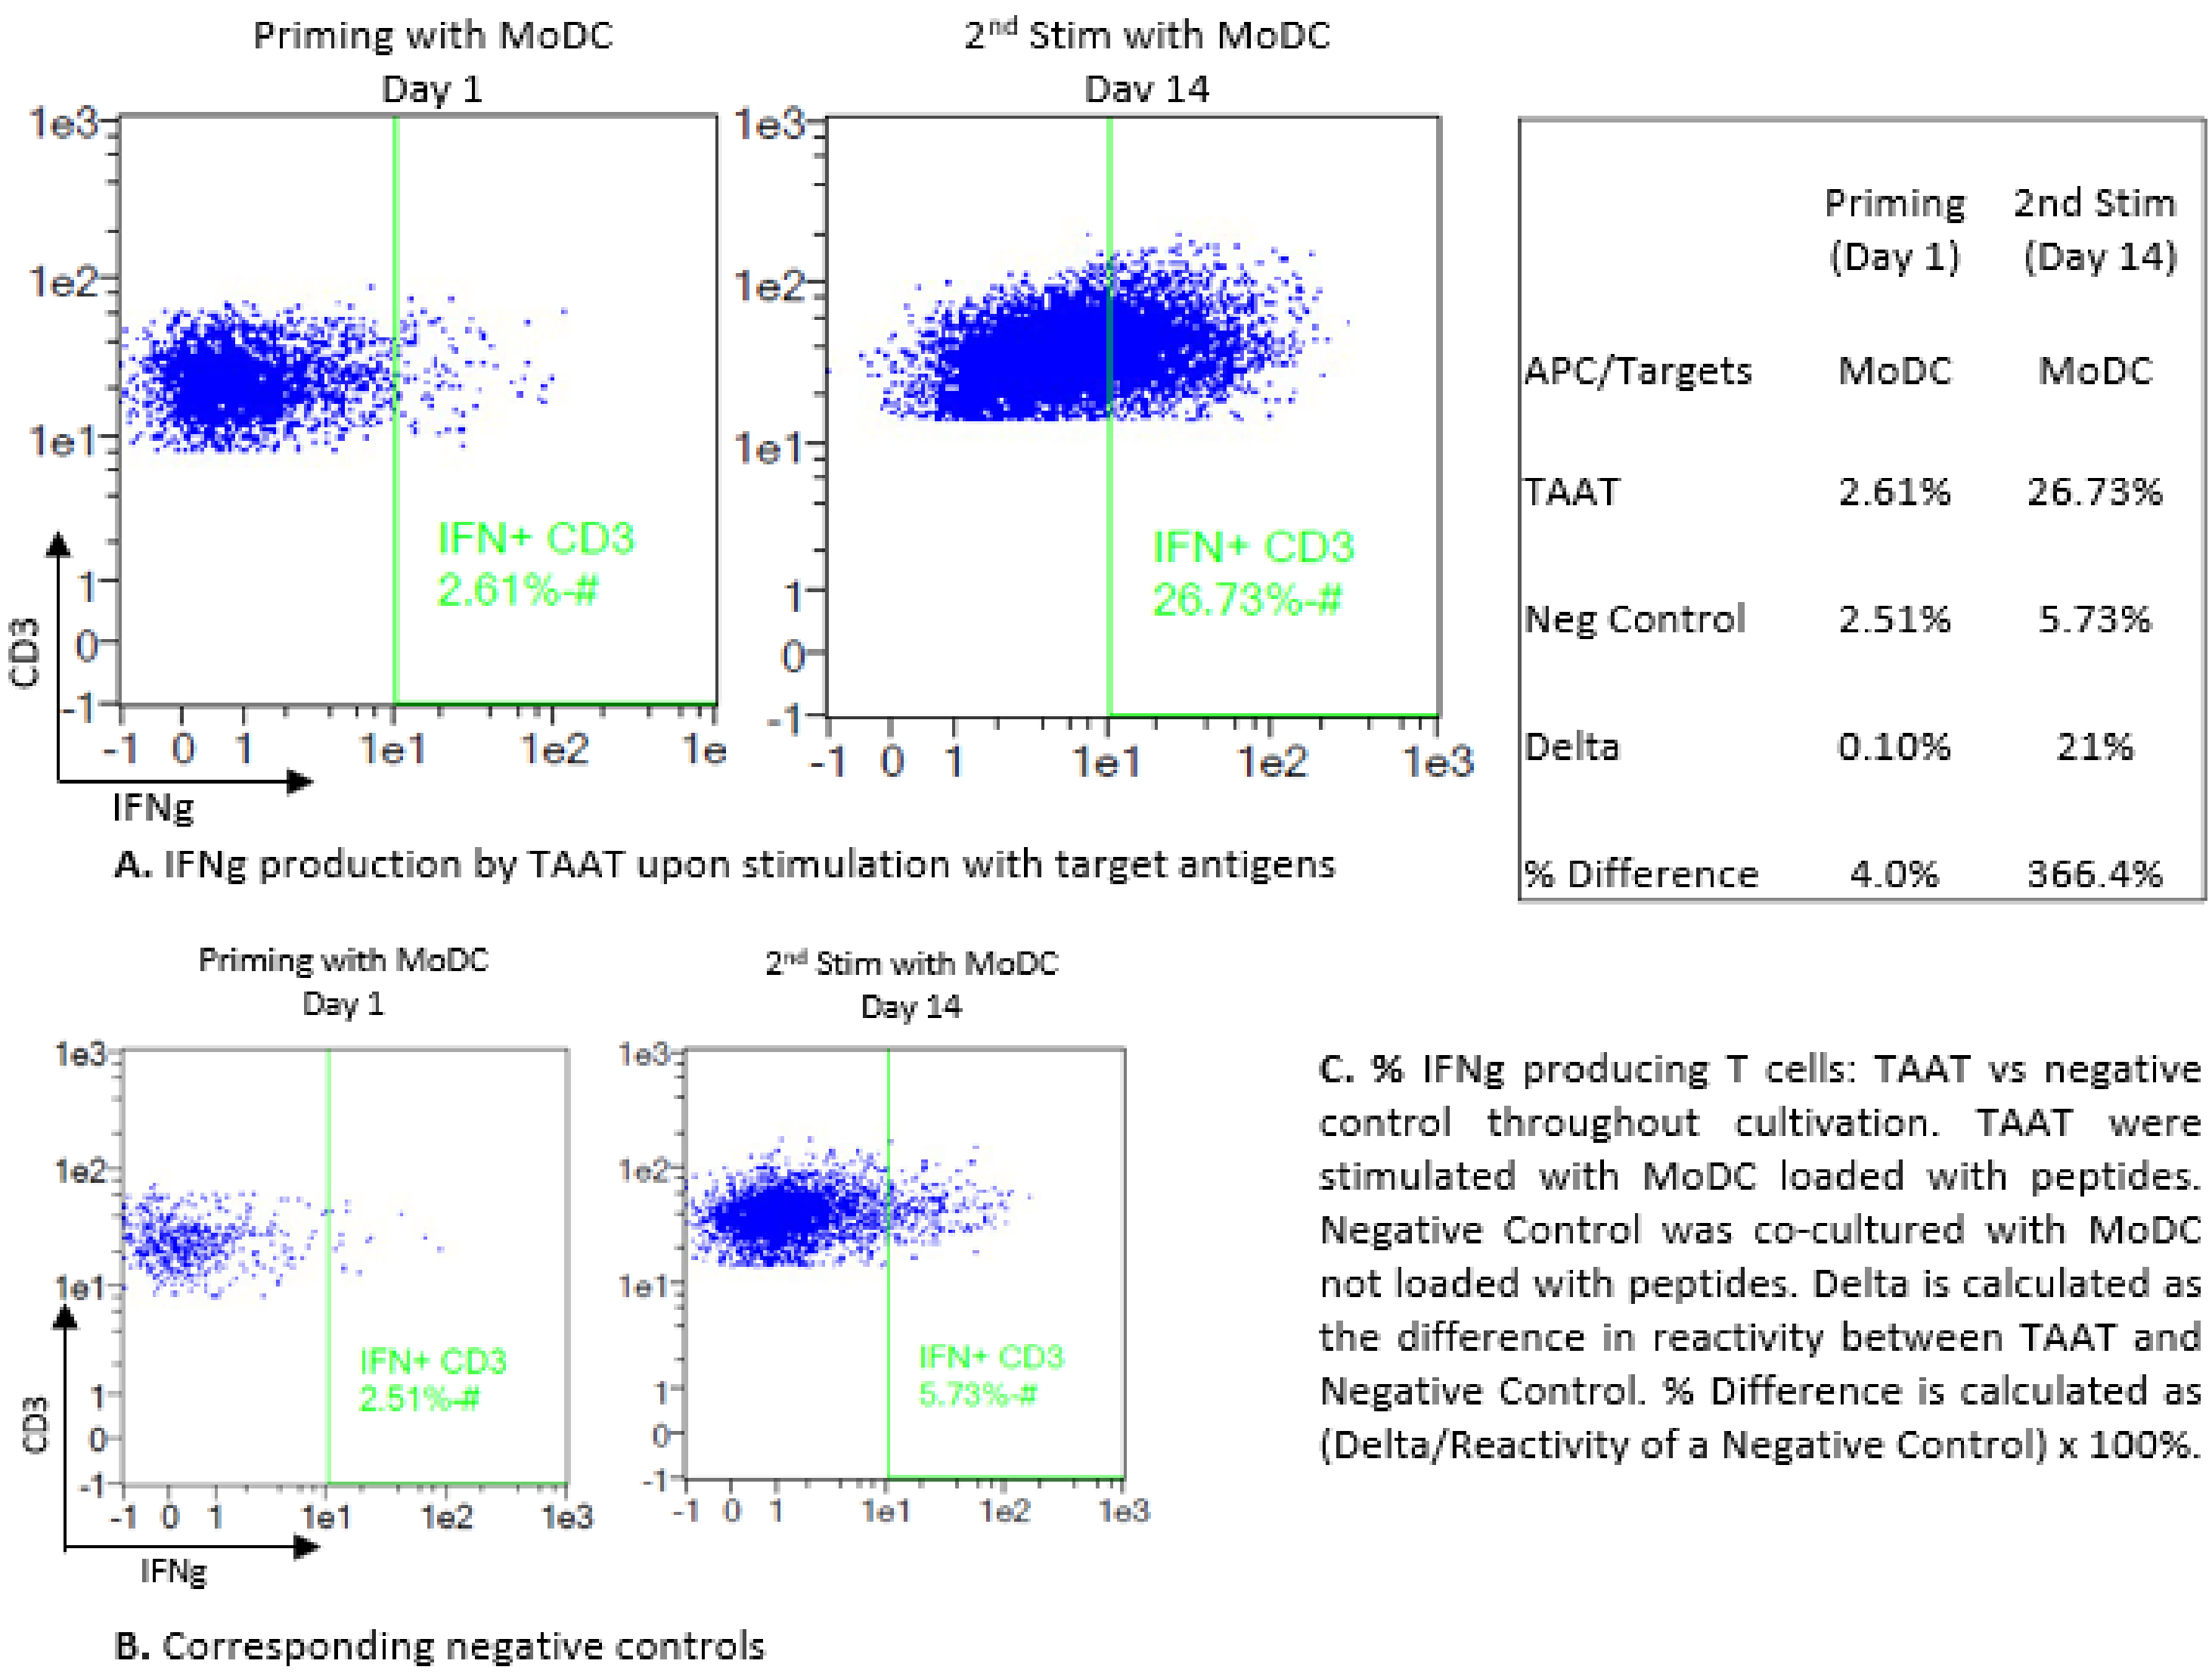 Priming with MoDC
Day 1
2nd Stim with MoDC
Dav 14
1e3
1e2
1e1
1
0
-1
-1 0 1 1e1 1e2 1e
CD3
IFNg
IFN+ CD3
2.61%-#
1e3
1e2
1e1
1
0
-1
-1 0 1 1e1 1e2 1e3
IFN+ CD3
26.73%-#
Priming 2nd Stim
(Day 1) (Day 14)
APC/Targets MoDC MoDC
TAAT 2.61% 26.73%
Neg Control 2.51% 5.73%
Delta 0.10% 21%
% Difference 4.0% 366.4%
A. IFNg production by TAAT upon stimulation with target antigens
Priming with MoDC
Day 1
2nd Stim with MoDC
Day 14
1e3
1e2
1e1
1
0
-1
-1 0 1 1e1 1e2 1e3
CD3
IFNg
IFN+ CD3
2.51%-#
1e3
1e2
1e1
1
0
-1
-1 0 1 1e1 1e2 1e3
IFN+ CD3
5.73%-#
B. Corresponding negative controls
C. % IFNg producing T cells: TAAT vs negative
control throughout cultivation. TAAT were
stimulated with MoDC loaded with peptides.
Negative Control was co-cultured with MoDC
not loaded with peptides. Delta is calculated as
the difference in reactivity between TAAT and
Negative Control. % Difference is calculated as
(Delta/Reactivity of a Negative Control) x 100%.